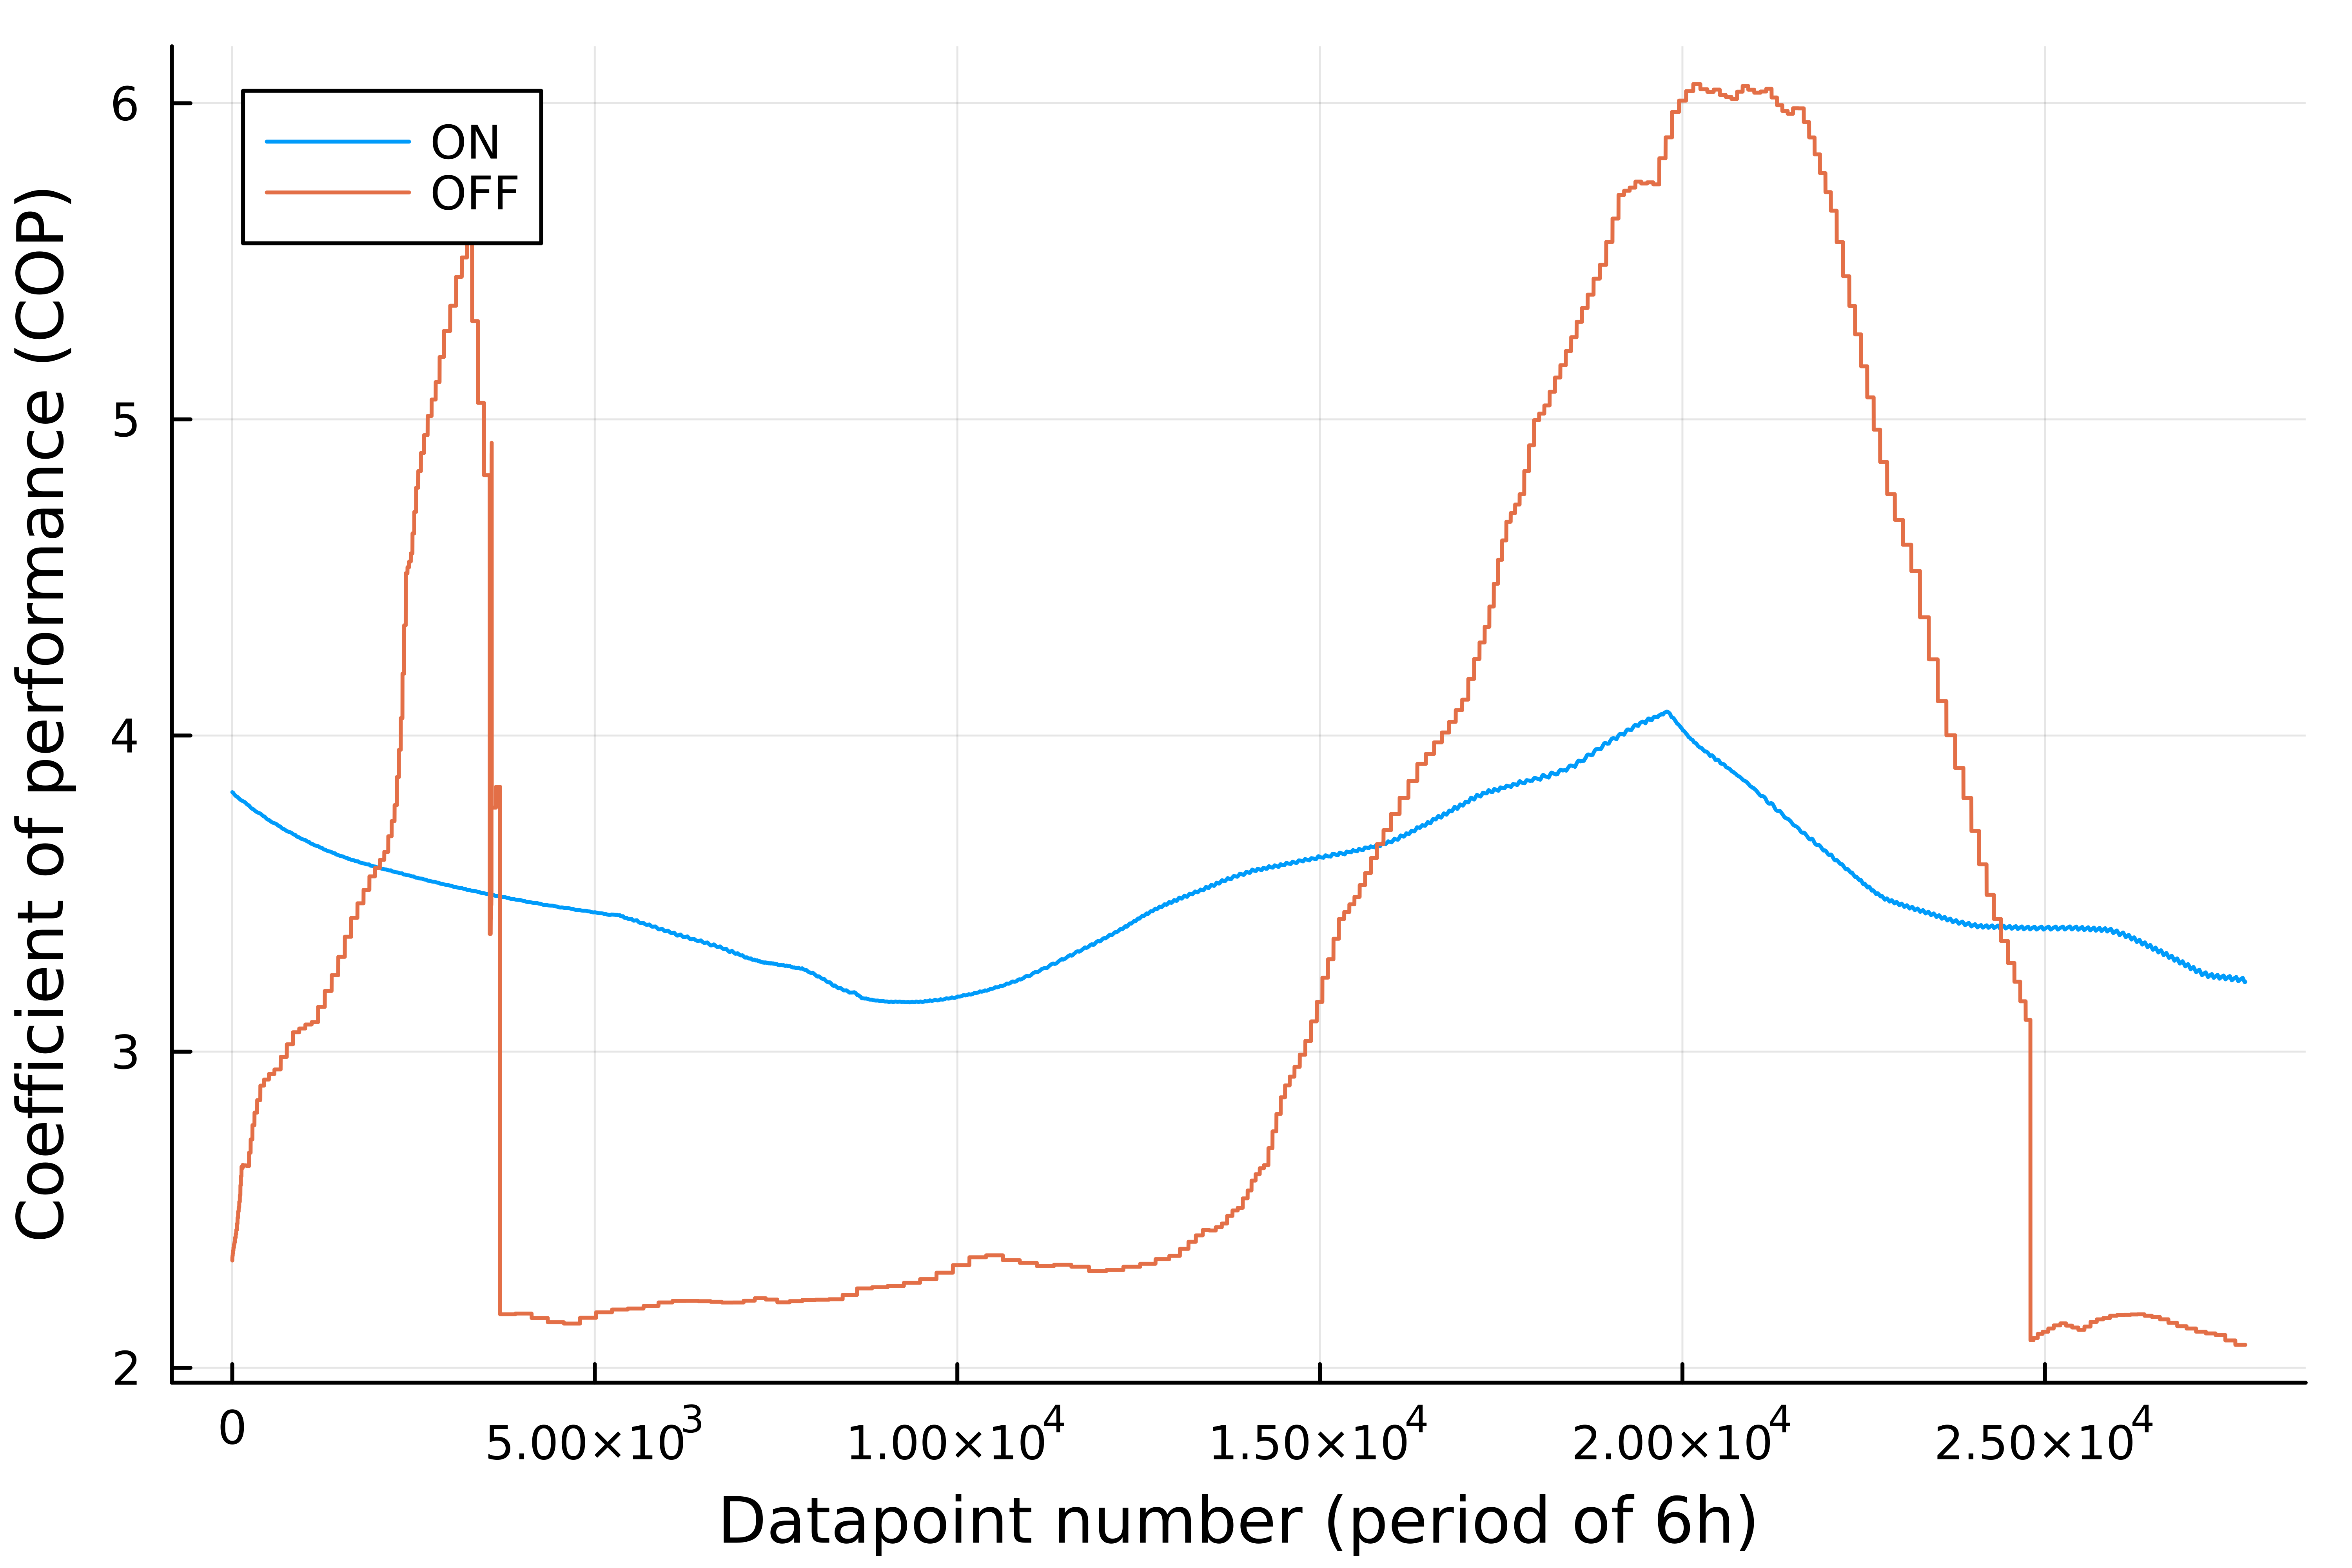 Coefficient of performance (COP)
6
5
4
3
2
ON
OFF
0
5.00×10³
1.00×10⁴
1.50×10⁴
2.00×10⁴
2.50×10⁴
Datapoint number (period of 6h)